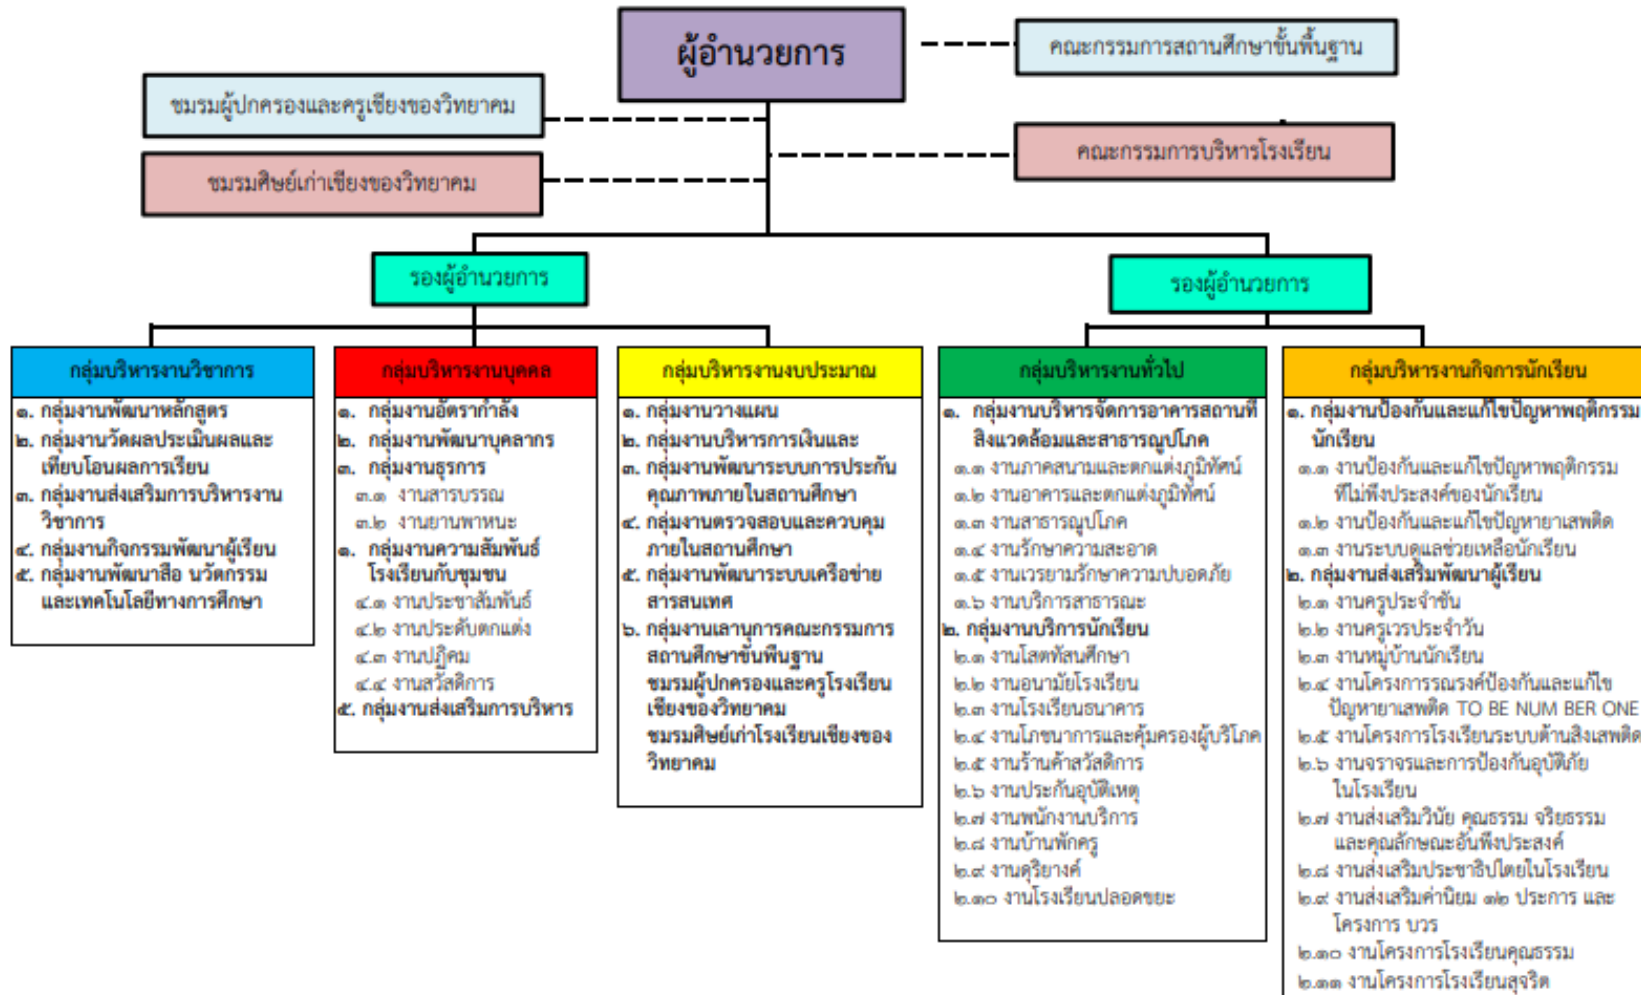 ผู้อำนวยการ
คณะกรรมการสถานศึกษาขั้นพื้นฐาน
ชมรมผู้ปกครองและครูเชียงของวิทยาคม
คณะกรรมการบริหารโรงเรียน
ชมรมศิษย์เก่าเชียงของวิทยาคม
รองผู้อำนวยการ
รองผู้อำนวยการ
กลุ่มบริหารงานวิชาการ
๑. กลุ่มงานพัฒนาหลักสูตร
๒. กลุ่มงานวัดผลประเมินผลและ
เทียบโอนผลการเรียน
๓. กลุ่มงานส่งเสริมการบริหารงาน
วิชาการ
๔. กลุ่มงานกิจกรรมพัฒนาผู้เรียน
๕. กลุ่มงานพัฒนาสื่อ นวัตกรรม
และเทคโนโลยีทางการศึกษา
กลุ่มบริหารงานบุคคล
๑. กลุ่มงานอัตรากำลัง
๒. กลุ่มงานพัฒนาบุคลากร
๓. กลุ่มงานธุรการ
๓.๑ งานสารบรรณ
๓.๒ งานยานพาหนะ
๑. กลุ่มงานความสัมพันธ์
โรงเรียนกับชุมชน
๔.๑ งานประชาสัมพันธ์
๔.๒ งานประดับตกแต่ง
๔.๓ งานปฏิคม
๔.๔ งานสวัสดิการ
๕. กลุ่มงานส่งเสริมการบริหาร
กลุ่มบริหารงานงบประมาณ
๑. กลุ่มงานวางแผน
๒. กลุ่มงานบริหารการเงินและ
๓. กลุ่มงานพัฒนาระบบการประกัน
คุณภาพภายในสถานศึกษา
๔. กลุ่มงานตรวจสอบและควบคุม
ภายในสถานศึกษา
๕. กลุ่มงานพัฒนาระบบเครือข่าย
สารสนเทศ
๖. กลุ่มงานเลานุการคณะกรรมการ
สถานศึกษาขั้นพื้นฐาน
ชมรมผู้ปกครองและครูโรงเรียน
เชียงของวิทยาคม
ชมรมศิษย์เก่าโรงเรียนเชียงของ
วิทยาคม
กลุ่มบริหารงานทั่วไป
๑. กลุ่มงานบริหารจัดการอาคารสถานที่
สิ่งแวดล้อมและสาธารณูปโภค
๑.๑ งานภาคสนามและตกแต่งภูมิทัศน์
๑.๒ งานอาคารและตกแต่งภูมิทัศน์
๑.๓ งานสาธารณูปโภค
๑.๔ งานรักษาความสะอาด
๑.๕ งานเวรยามรักษาความปบอดภัย
๑.๖ งานบริการสาธารณะ
๒. กลุ่มงานบริการนักเรียน
๒.๑ งานโสตทัสนศึกษา
๒.๒ งานอนามัยโรงเรียน
๒.๓ งานโรงเรียนธนาคาร
๒.๔ งานโภชนาการและคุ้มครองผู้บริโภค
๒.๕ งานร้านค้าสวัสดิการ
๒.๖ งานประกันอุบัติเหตุ
๒.๗ งานพนักงานบริการ
๒.๘ งานบ้านพักครู
๒.๙ งานดุริยางค์
๒.๑๐ งานโรงเรียนปลอดขยะ
กลุ่มบริหารงานกิจการนักเรียน
๑. กลุ่มงานป้องกันและแก้ไขปัญหาพฤติกรรม
นักเรียน
๑.๑ งานป้องกันและแก้ไขปัญหาพฤติกรรม
ที่ไม่พึงประสงค์ของนักเรียน
๑.๒ งานป้องกันและแก้ไขปัญหายาเสพติด
๑.๓ งานระบบดูแลช่วยเหลือนักเรียน
๒. กลุ่มงานส่งเสริมพัฒนาผู้เรียน
๒.๑ งานครูประจำชั้น
๒.๒ งานครูเวรประจำวัน
๒.๓ งานหมู่บ้านนักเรียน
๒.๔ งานโครงการรณรงค์ป้องกันและแก้ไข
ปัญหายาเสพติด TO BE NUM BER ONE
๒.๕ งานโครงการโรงเรียนระบบต้านสิ่งเสพติด
๒.๖ งานจราจรและการป้องกันอุบัติภัย
ในโรงเรียน
๒.๗ งานส่งเสริมวินัย คุณธรรม จริยธรรม
และคุณลักษณะอันพึงประสงค์
๒.๘ งานส่งเสริมประชาธิปไตยในโรงเรียน
๒.๙ งานส่งเสริมค่านิยม ๑๒ ประการ และ
โครงการ บวร
๒.๑๐ งานโครงการโรงเรียนคุณธรรม
๒.๑๑ งานโครงการโรงเรียนสุจริต